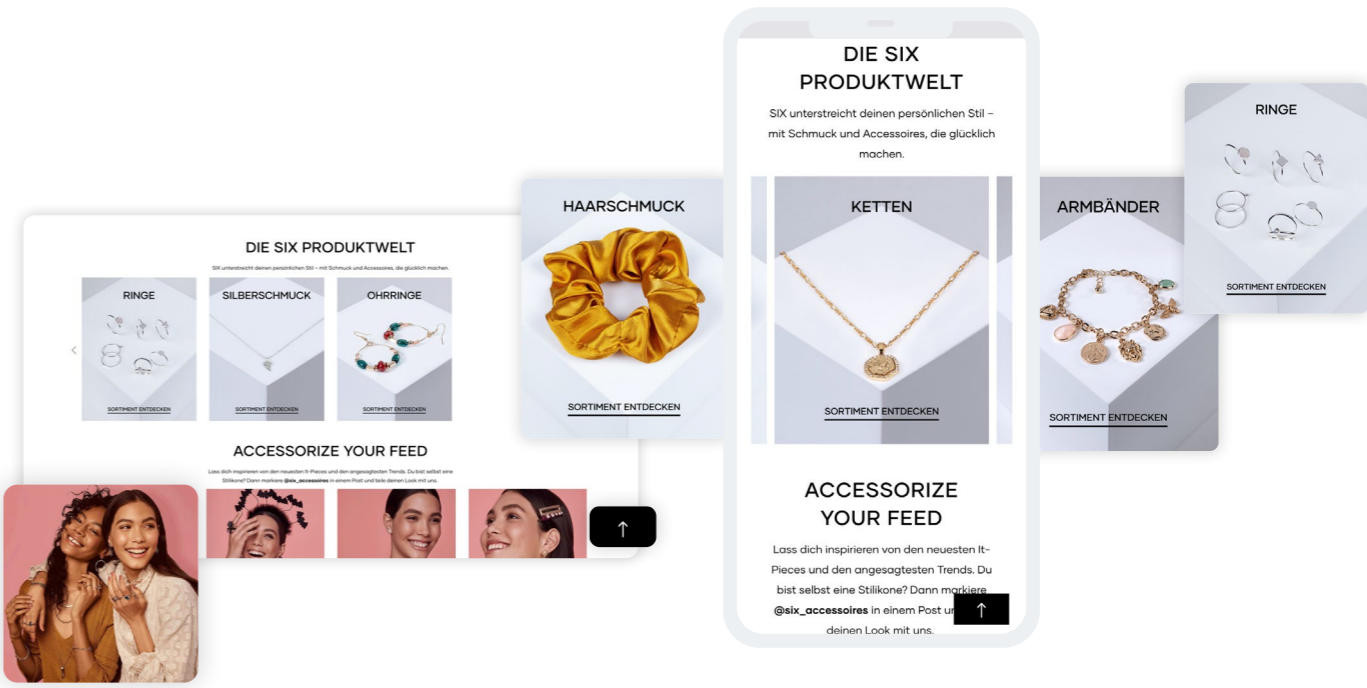 DIE SIX PRODUKTWELT
SIX unterstreicht deinen persönlichen Stil – mit Schmuck und Accessoires, die glücklich machen.
RINGE
SILBERSCHMUCK
OHRRINGE
SORTIMENT ENTDECKEN
SORTIMENT ENTDECKEN
SORTIMENT ENTDECKEN
ACCESSORIZE YOUR FEED
Lass dich inspirieren von den neuesten It-Pieces und den angesagtesten Trends. Du bist selbst eine
Stilikone? Dann markiere @six_accessoires in einem Post und teile deinen Look mit uns.
HAARSCHMUCK
SORTIMENT ENTDECKEN
DIE SIX
PRODUKTWELT
SIX unterstreicht deinen persönlichen Stil –
mit Schmuck und Accessoires, die glücklich
machen.
KETTEN
SORTIMENT ENTDECKEN
ACCESSORIZE
YOUR FEED
Lass dich inspirieren von den neuesten It-
Pieces und den angesagtesten Trends. Du
bist selbst eine Stilikone? Dann markiere
@six_accessoires in einem Post
deinen Look mit uns.
ARMBÄNDER
SORTIMENT ENTDECKEN
RINGE
SORTIMENT ENTDECKEN